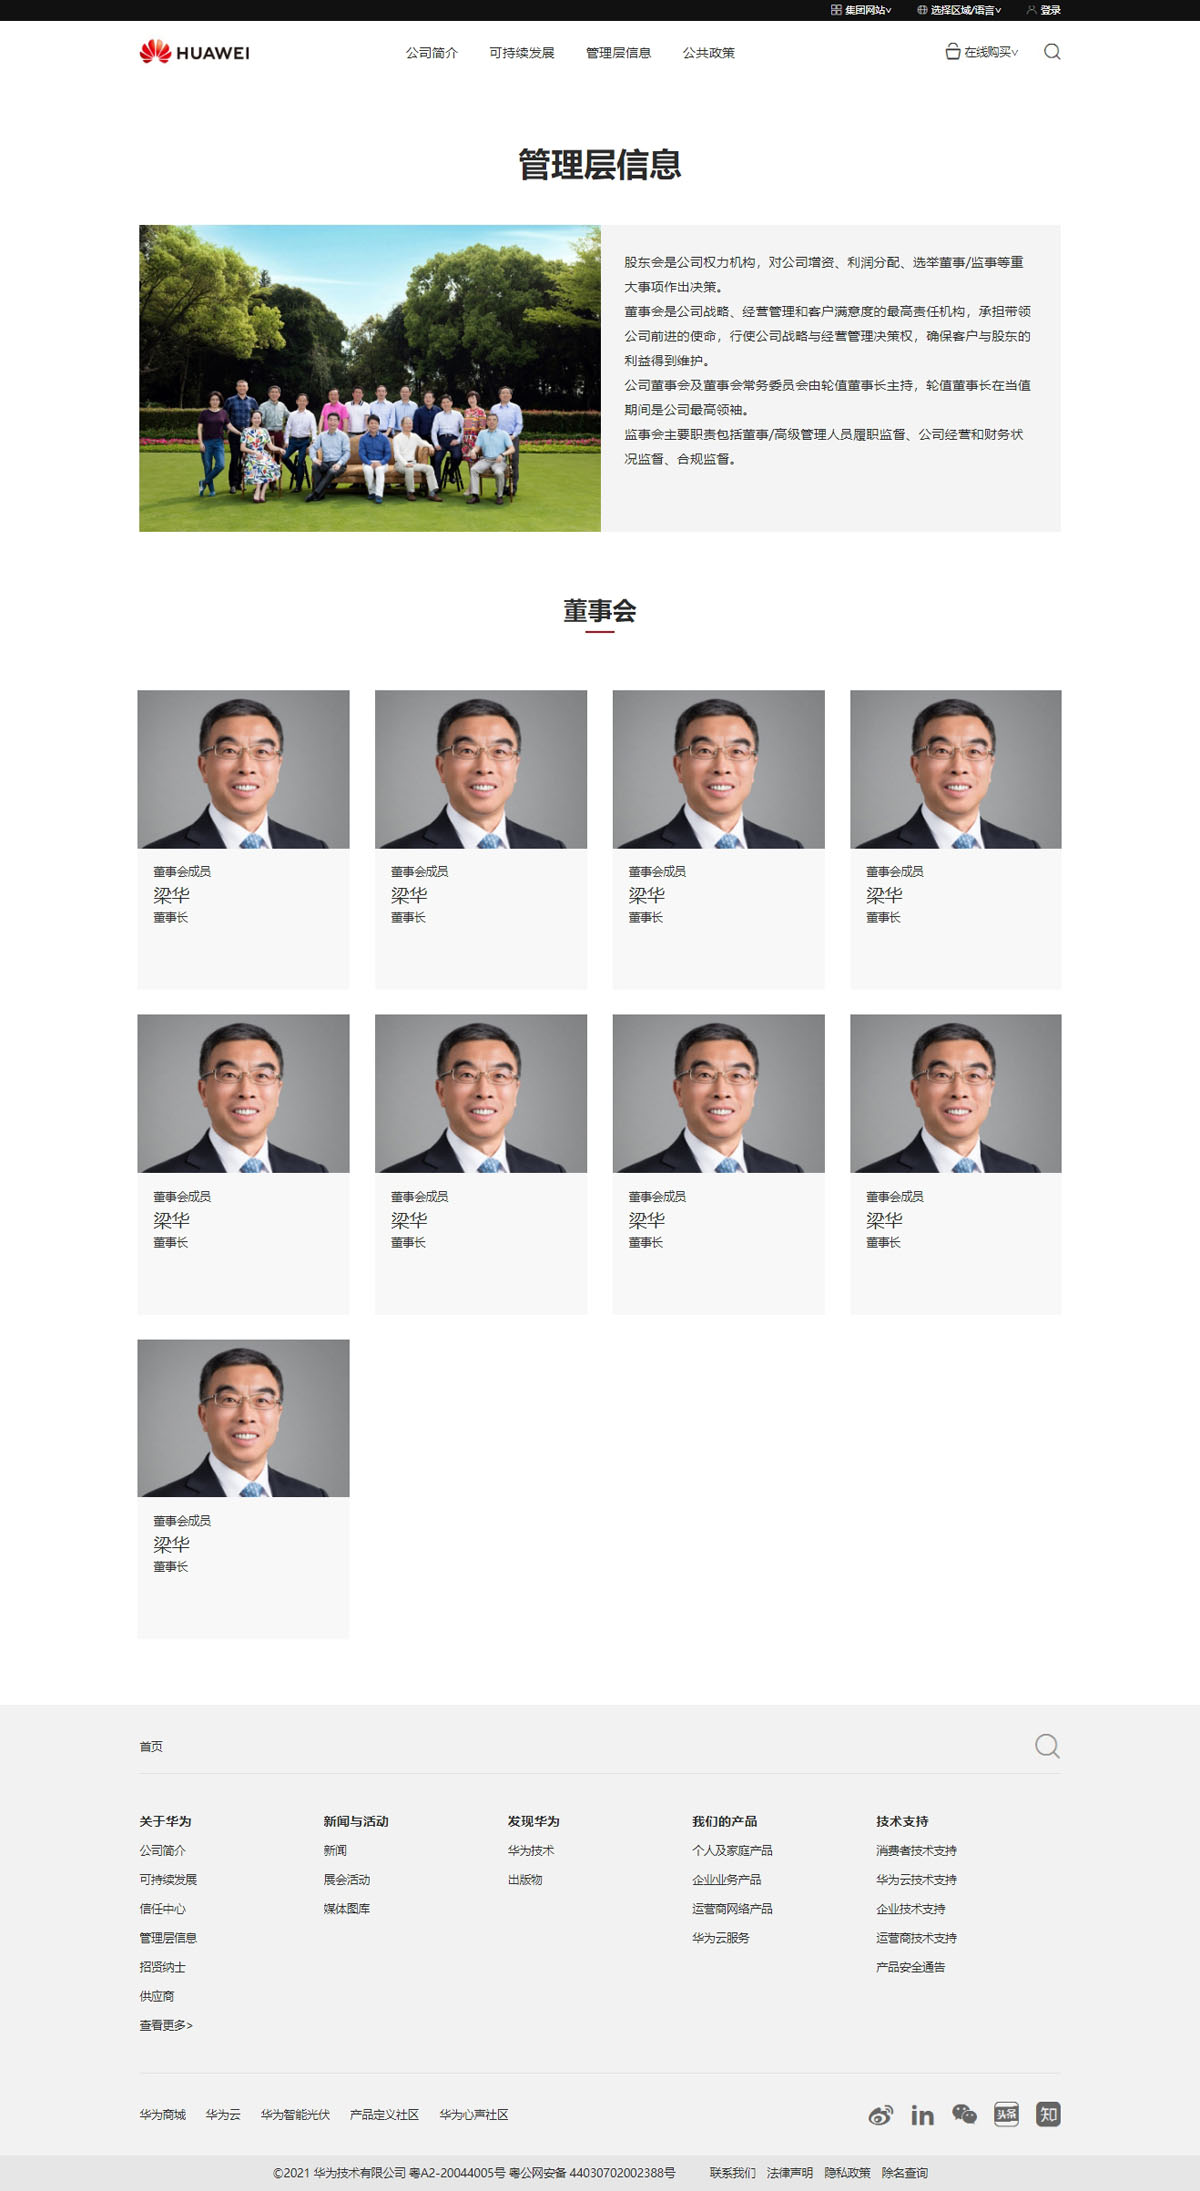 集团网站∨ 选择区域/语言∨ 登录
HUAWEI 公司简介 可持续发展 管理层信息 公共政策 在线购买∨
管理层信息
股东会是公司权力机构，对公司增资、利润分配、选举董事/监事等重
大事项作出决策。
董事会是公司战略、经营管理和客户满意度的最高责任机构，承担带领
公司前进的使命，行使公司战略与经营管理决策权，确保客户与股东的
利益得到维护。
公司董事会及董事会常务委员会由轮值董事长主持，轮值董事长在当值
期间是公司最高领袖。
监事会主要职责包括董事/高级管理人员履职监督、公司经营和财务状
况监督、合规监督。
董事会
董事会成员 董事会成员 董事会成员 董事会成员
梁华 梁华 梁华 梁华
董事长 董事长 董事长 董事长
董事会成员 董事会成员 董事会成员 董事会成员
梁华 梁华 梁华 梁华
董事长 董事长 董事长 董事长
董事会成员
梁华
董事长
首页
关于华为 新闻与活动 发现华为 我们的产品 技术支持
公司简介 新闻 华为技术 个人及家庭产品 消费者技术支持
可持续发展 展会活动 出版物 企业业务产品 华为云技术支持
信任中心 媒体图库 运营商网络产品 企业技术支持
管理层信息 华为云服务 运营商技术支持
招贤纳士 产品安全通告
供应商
查看更多>
华为商城 华为云 华为智能光伏 产品定义社区 华为心声社区 in 头条 知
©2021 华为技术有限公司 粤A2-20044005号 粤公网安备 44030702002388号 联系我们 法律声明 隐私政策 除名查询